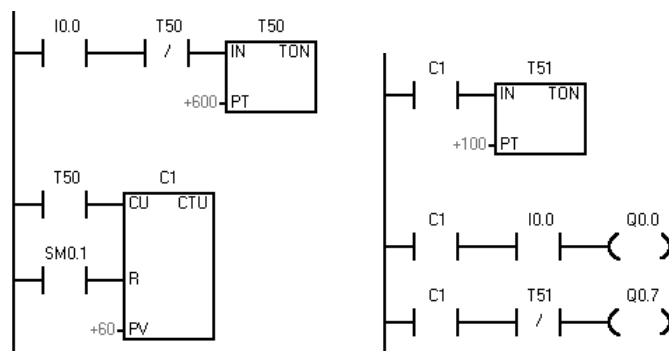 I0.0 T50 T50
/ IN TON
+600 PT
T50 C1
CU CTU
SM0.1
R
+60 PV
C1 T51
IN TON
+100 PT
C1 I0.0 Q0.0
C1 T51 Q0.7
/